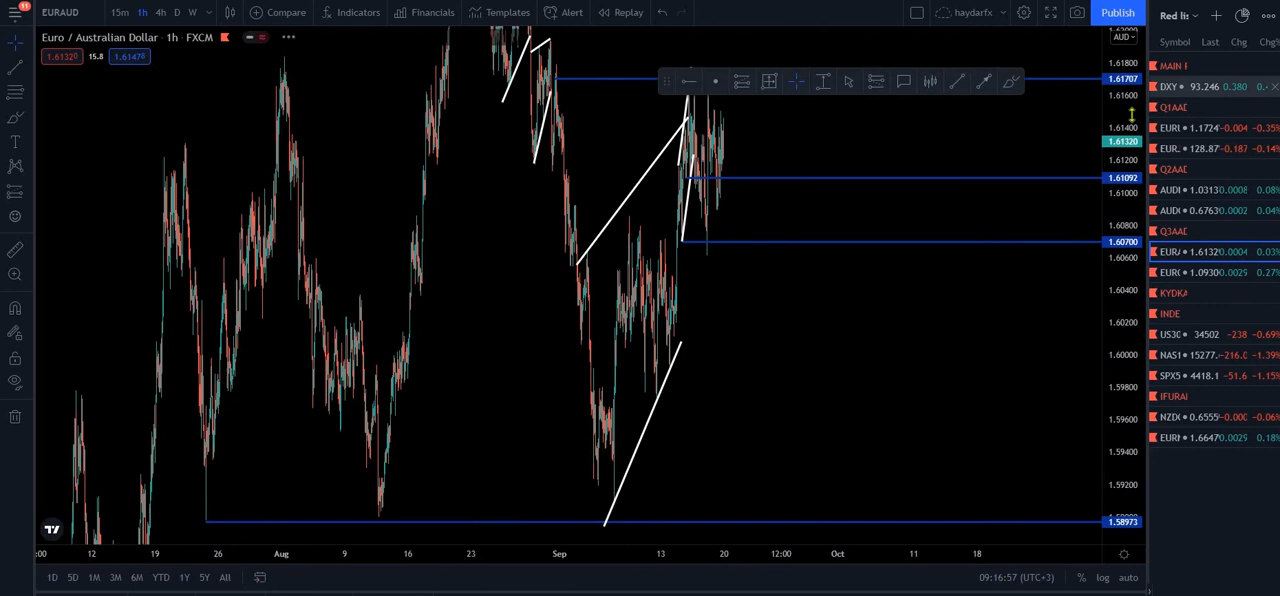 11
15m 1h 4h D W
Compare
Indicators
Financials
Templates
Alert
Replay
haydarfx
Publish
Red lis
Euro / Australian Dollar · 1h · FXCM
1.61320 15.8 1.61478
AUD
Symbol Last Chg Chg%
1.61800
1.61707
1.61600
1.61400
1.61320
1.61200
1.61092
1.61000
1.60800
1.60700
1.60600
1.60400
1.60200
1.60000
1.59800
1.59600
1.59400
1.59200
1.58973
MAIN
DXY 93.246 0.380
Q1AAD
EURU 1.1724 -0.004 -0.35%
EUR 128.87 -0.187 -0.14%
Q2AAD
AUD 1.0313 0.0008 0.08%
AUD 0.6763 0.0002 0.04%
Q3AAD
EURA 1.6132 0.0004 0.03%
EUR 1.0930 0.0029 0.27%
KYDKA
INDE
US30 34502 -238 -0.69%
NAS1 15277. -216.0 -1.39%
SPX5 4418.1 -51.6 -1.15%
IFURAI
NZD 0.6555 -0.000 -0.06%
EUR 1.6647 0.0029 0.18%
:00 12 19 26 Aug 9 16 23 Sep 13 20 12:00 Oct 11 18
1D 5D 1M 3M 6M YTD 1Y 5Y All
09:16:57 (UTC+3) % log auto